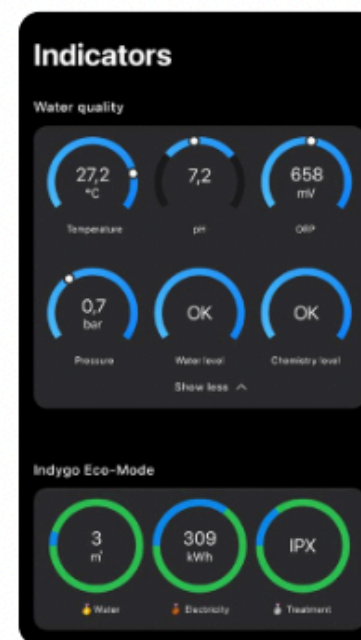 Indicators
Water quality
27,2 7,2 658
°C mV
Temperature pH ORP
0,7 OK OK
bar
Pressure Water level Chemistry level
Show less
Indygo Eco-Mode
3 309 IPX
m³ kWh
Water Electricity Treatment